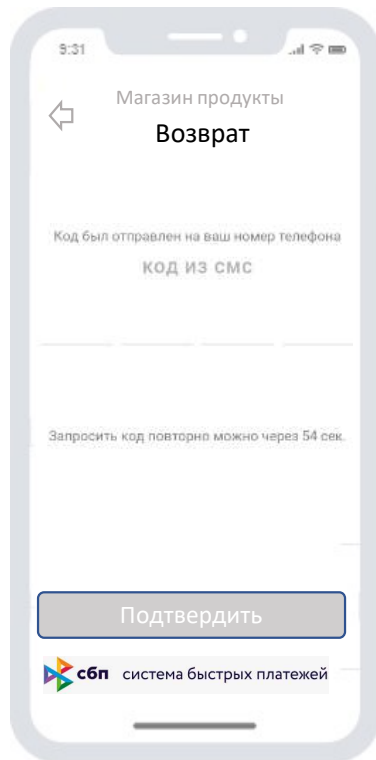 9:31
Магазин продукты
Возврат
Код был отправлен на ваш номер телефона
КОД ИЗ СМС
Запросить код повторно можно через 54 сек.
Подтвердить
сбп система быстрых платежей